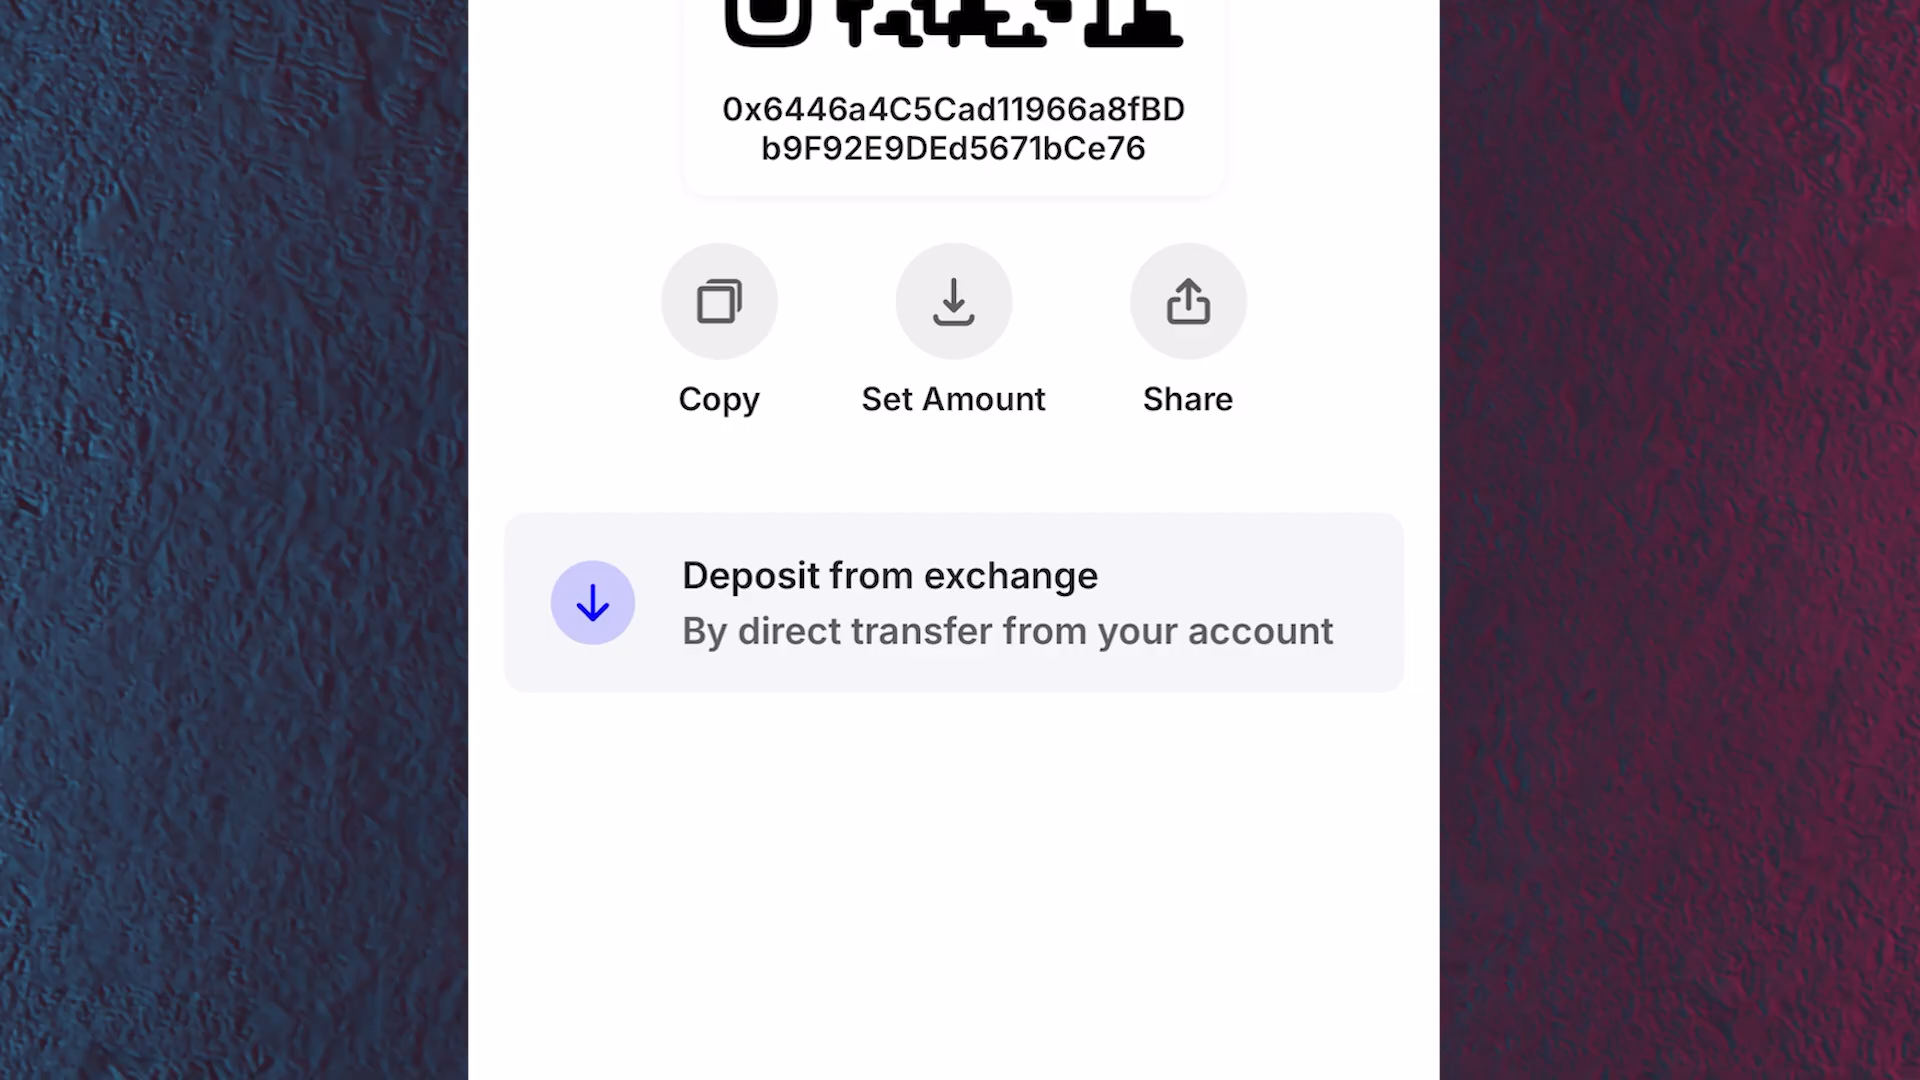 0x6446a4C5Cad11966a8fBD
b9F92E9DEd5671bCe76
Copy
Set Amount
Share
Deposit from exchange
By direct transfer from your account